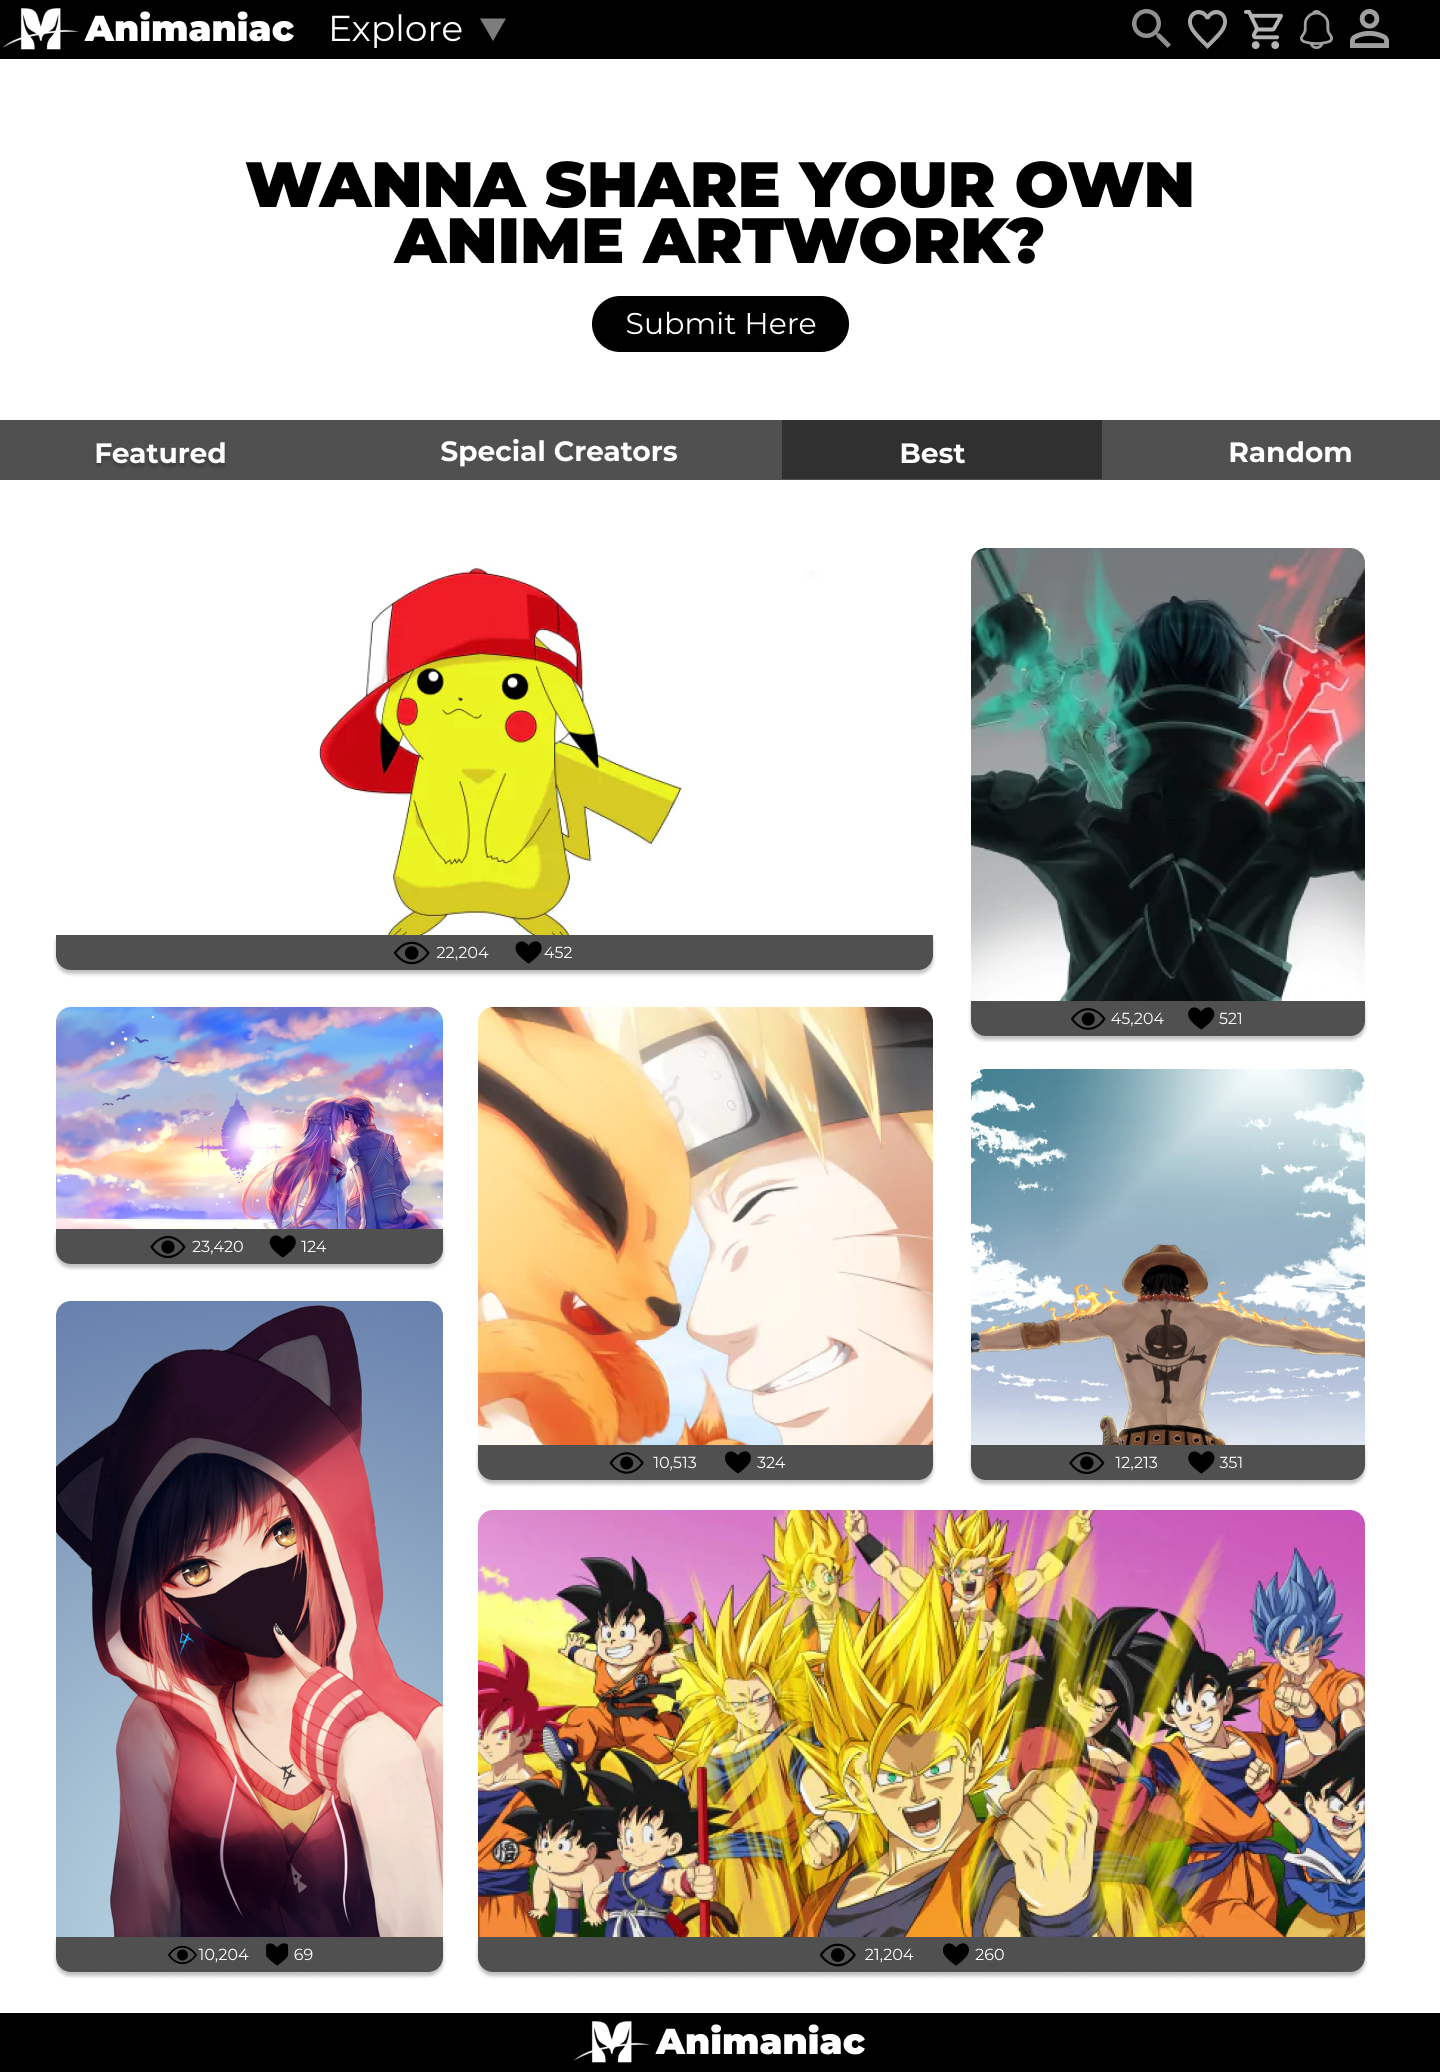 Animaniac Explore
WANNA SHARE YOUR OWN
ANIME ARTWORK?
Submit Here
Featured Special Creators Best Random
22,204 452
45,204 521
23,420 124
10,513 324
12,213 351
悟
10,204 69
21,204 260
Animaniac